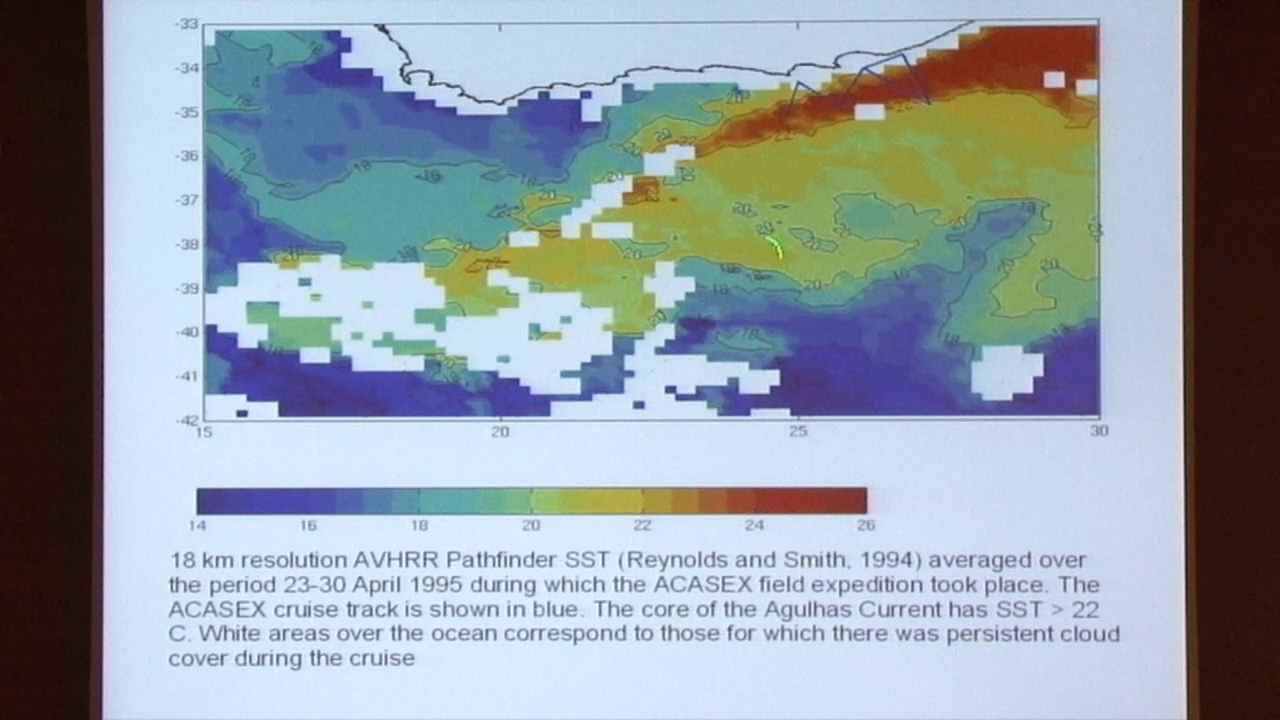 -33
-34
-35
-36
-37
-38
-39
-40
-41
-42
15 20 25 30
14 16 18 20 22 24 26
18 km resolution AVHRR Pathfinder SST (Reynolds and Smith, 1994) averaged over
the period 23-30 April 1995 during which the ACASEX field expedition took place. The
ACASEX cruise track is shown in blue. The core of the Agulhas Current has SST > 22
C. White areas over the ocean correspond to those for which there was persistent cloud
cover during the cruise